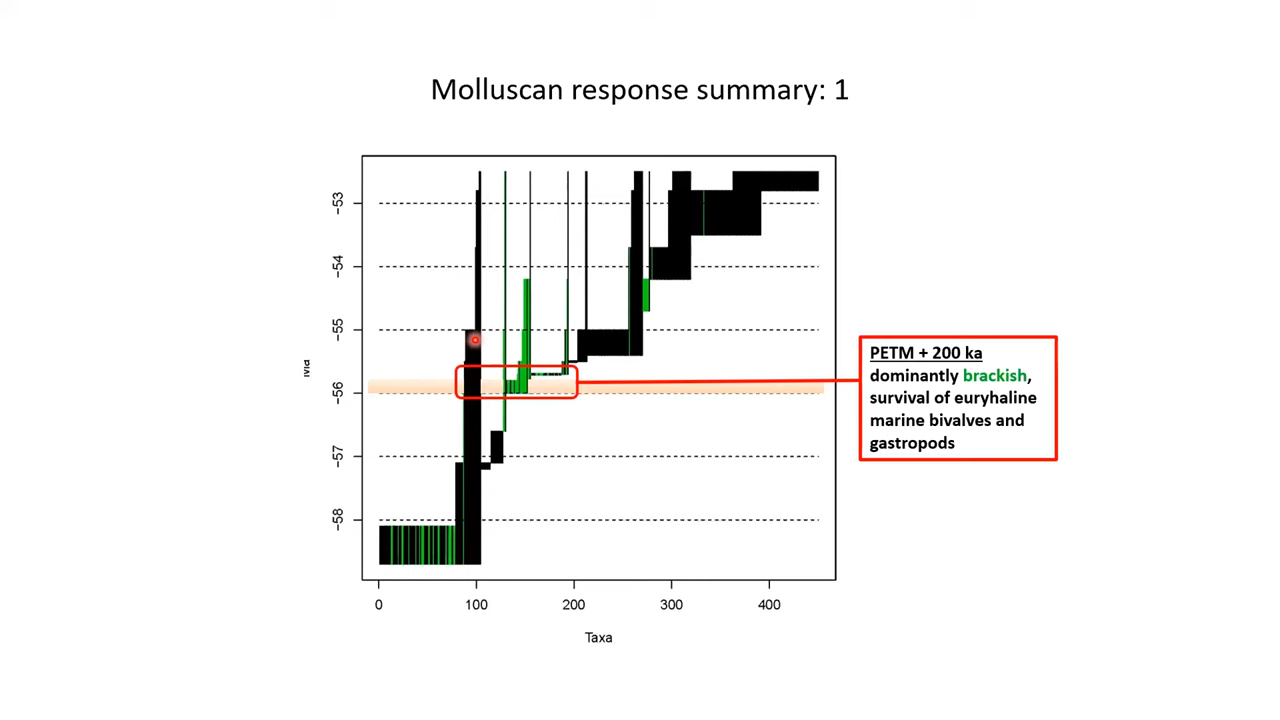 Molluscan response summary: 1
-53
-54
-55
-56
-57
-58
0 100 200 300 400
Taxa
PETM + 200 ka
dominantly brackish,
survival of euryhaline
marine bivalves and
gastropods